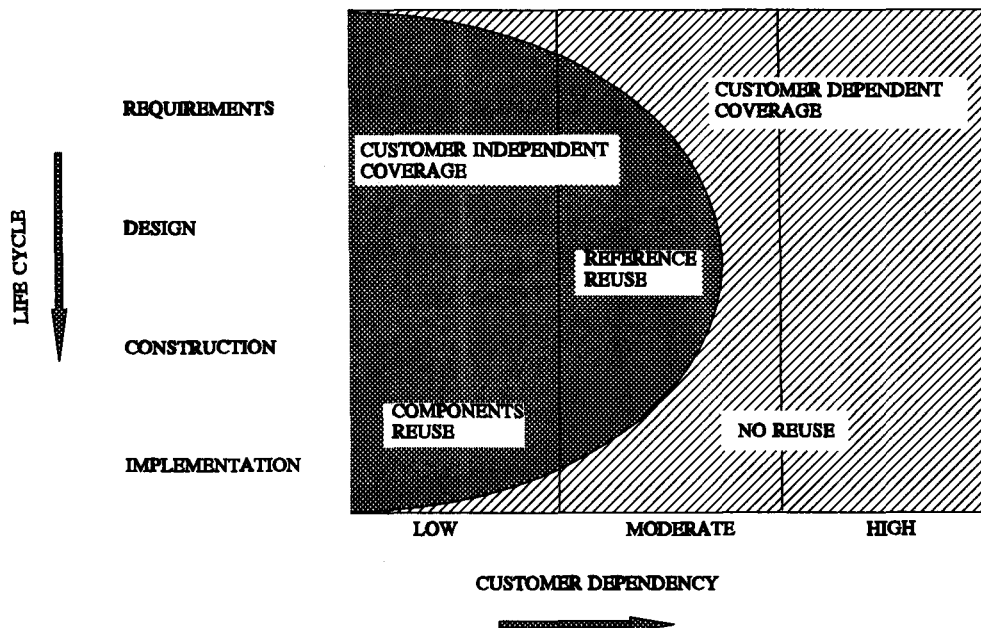 REQUIREMENTS
CUSTOMER DEPENDENT
COVERAGE
CUSTOMER INDEPENDENT
COVERAGE
LIFE CYCLE
DESIGN
REFERENCE
REUSE
CONSTRUCTION
COMPONENTS
REUSE
NO REUSE
IMPLEMENTATION
LOW
MODERATE
HIGH
CUSTOMER DEPENDENCY